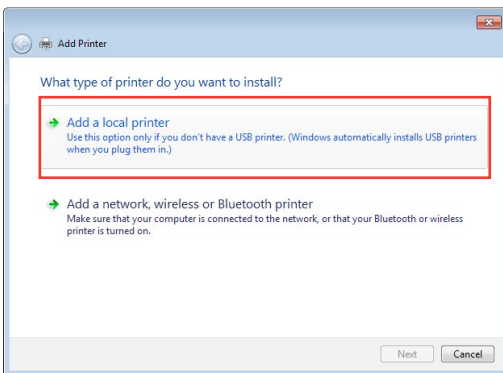 Add Printer
What type of printer do you want to install?
Add a local printer
Use this option only if you don't have a USB printer. (Windows automatically installs USB printers
when you plug them in.)
Add a network, wireless or Bluetooth printer
Make sure that your computer is connected to the network, or that your Bluetooth or wireless
printer is turned on.
Next Cancel